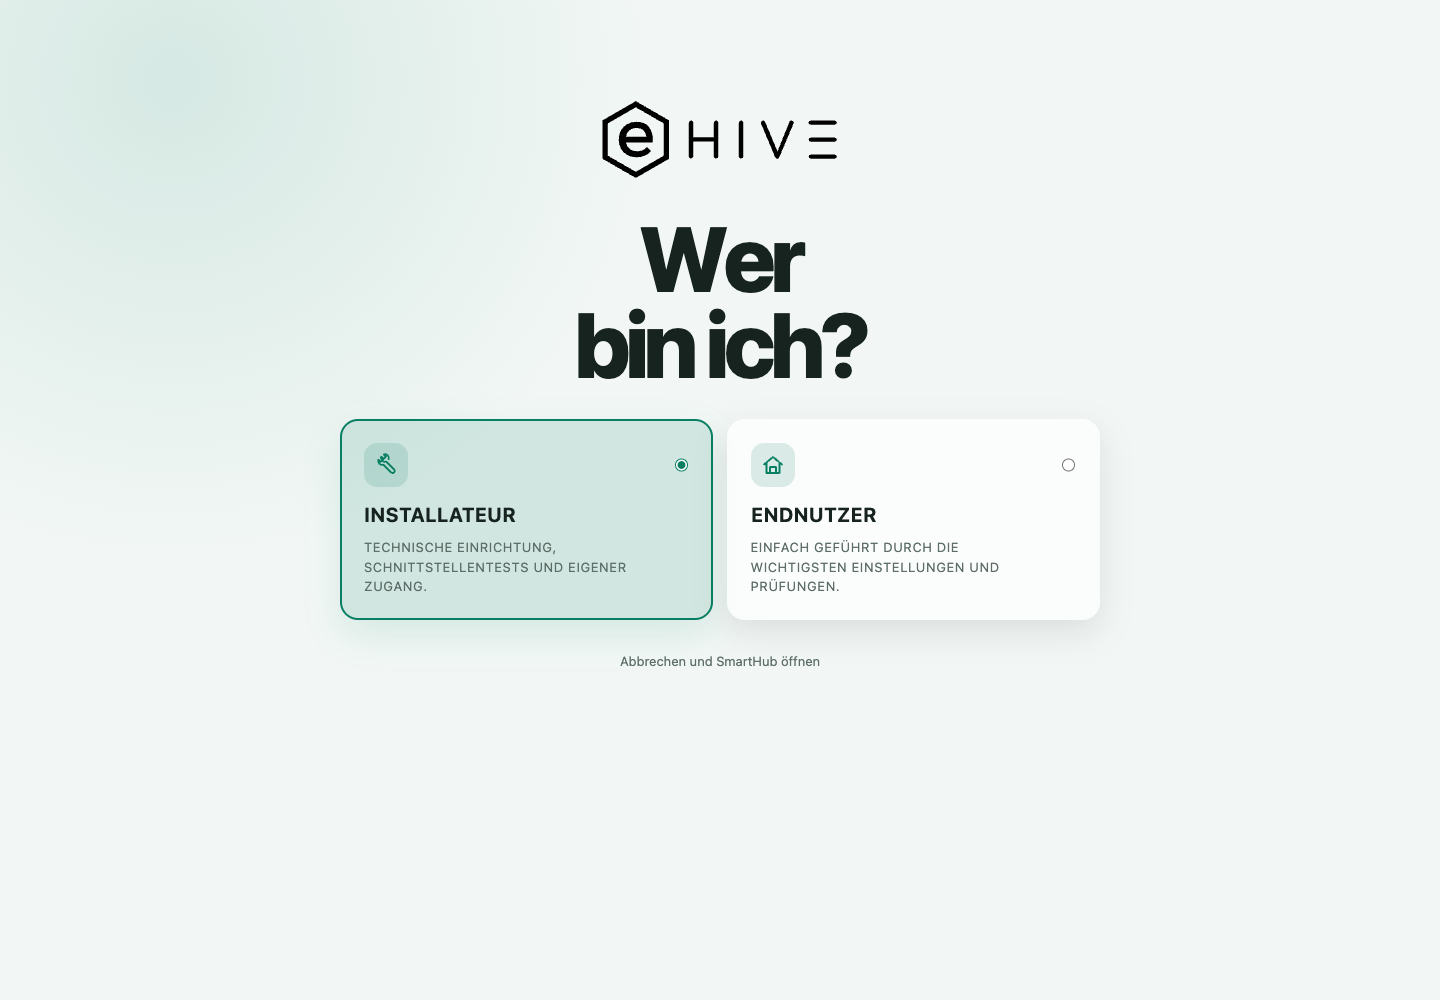 e HIVE
Wer
bin ich?
INSTALLATEUR
TECHNISCHE EINRICHTUNG,
SCHNITTSTELLENTESTS UND EIGENER
ZUGANG.
ENDNUTZER
EINFACH GEFÜHRT DURCH DIE
WICHTIGSTEN EINSTELLUNGEN UND
PRÜFUNGEN.
Abbrechen und SmartHub öffnen